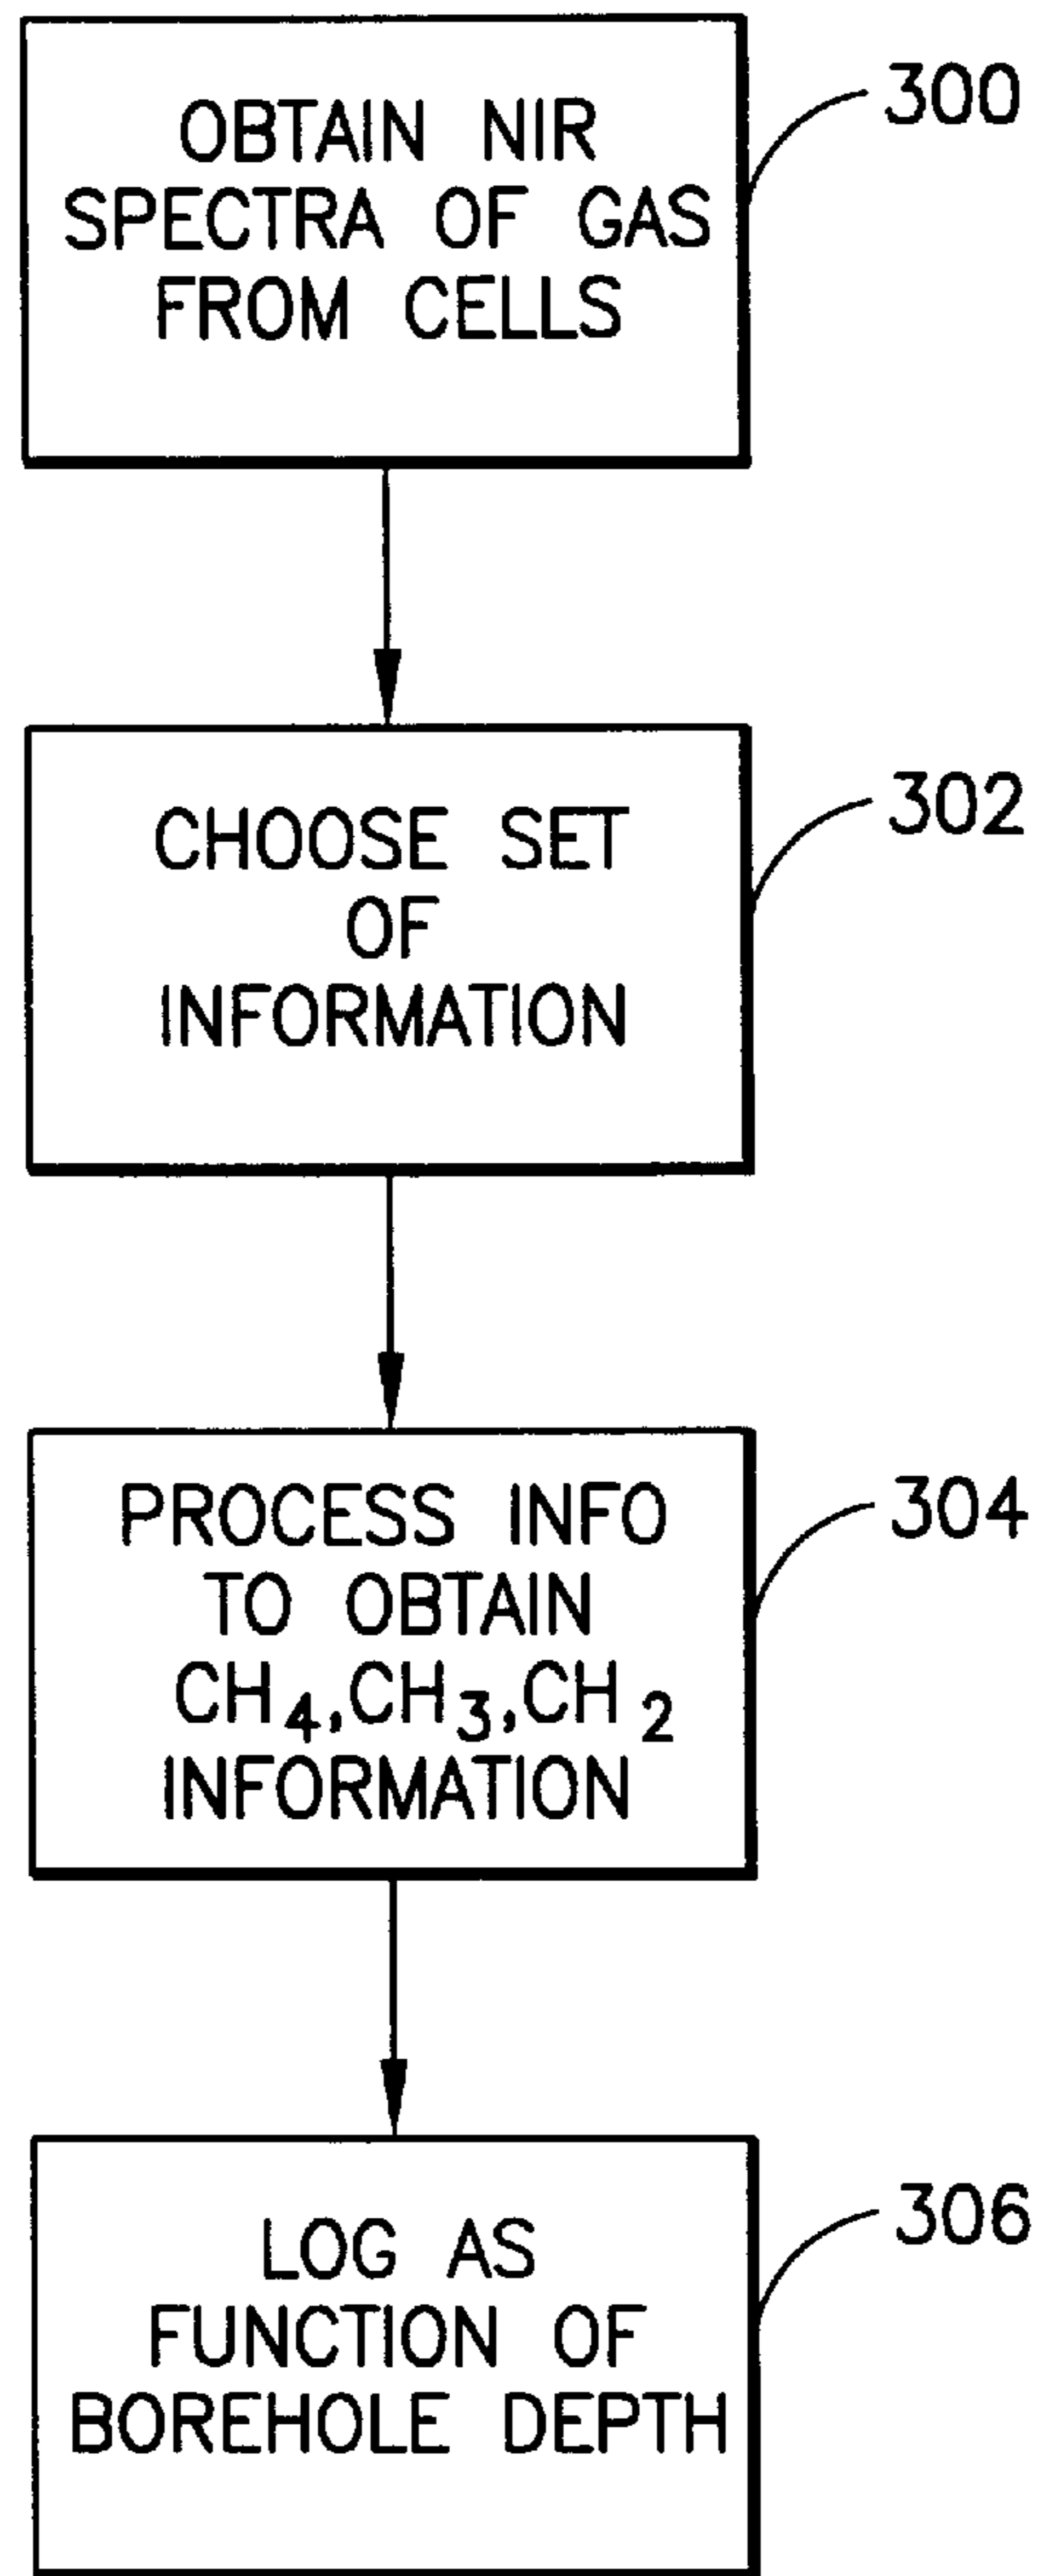 OBTAIN NIR
SPECTRA OF GAS
FROM CELLS
300
CHOOSE SET
OF
INFORMATION
302
PROCESS INFO
TO OBTAIN
CH₄,CH₃,CH₂
INFORMATION
304
LOG AS
FUNCTION OF
BOREHOLE DEPTH
306